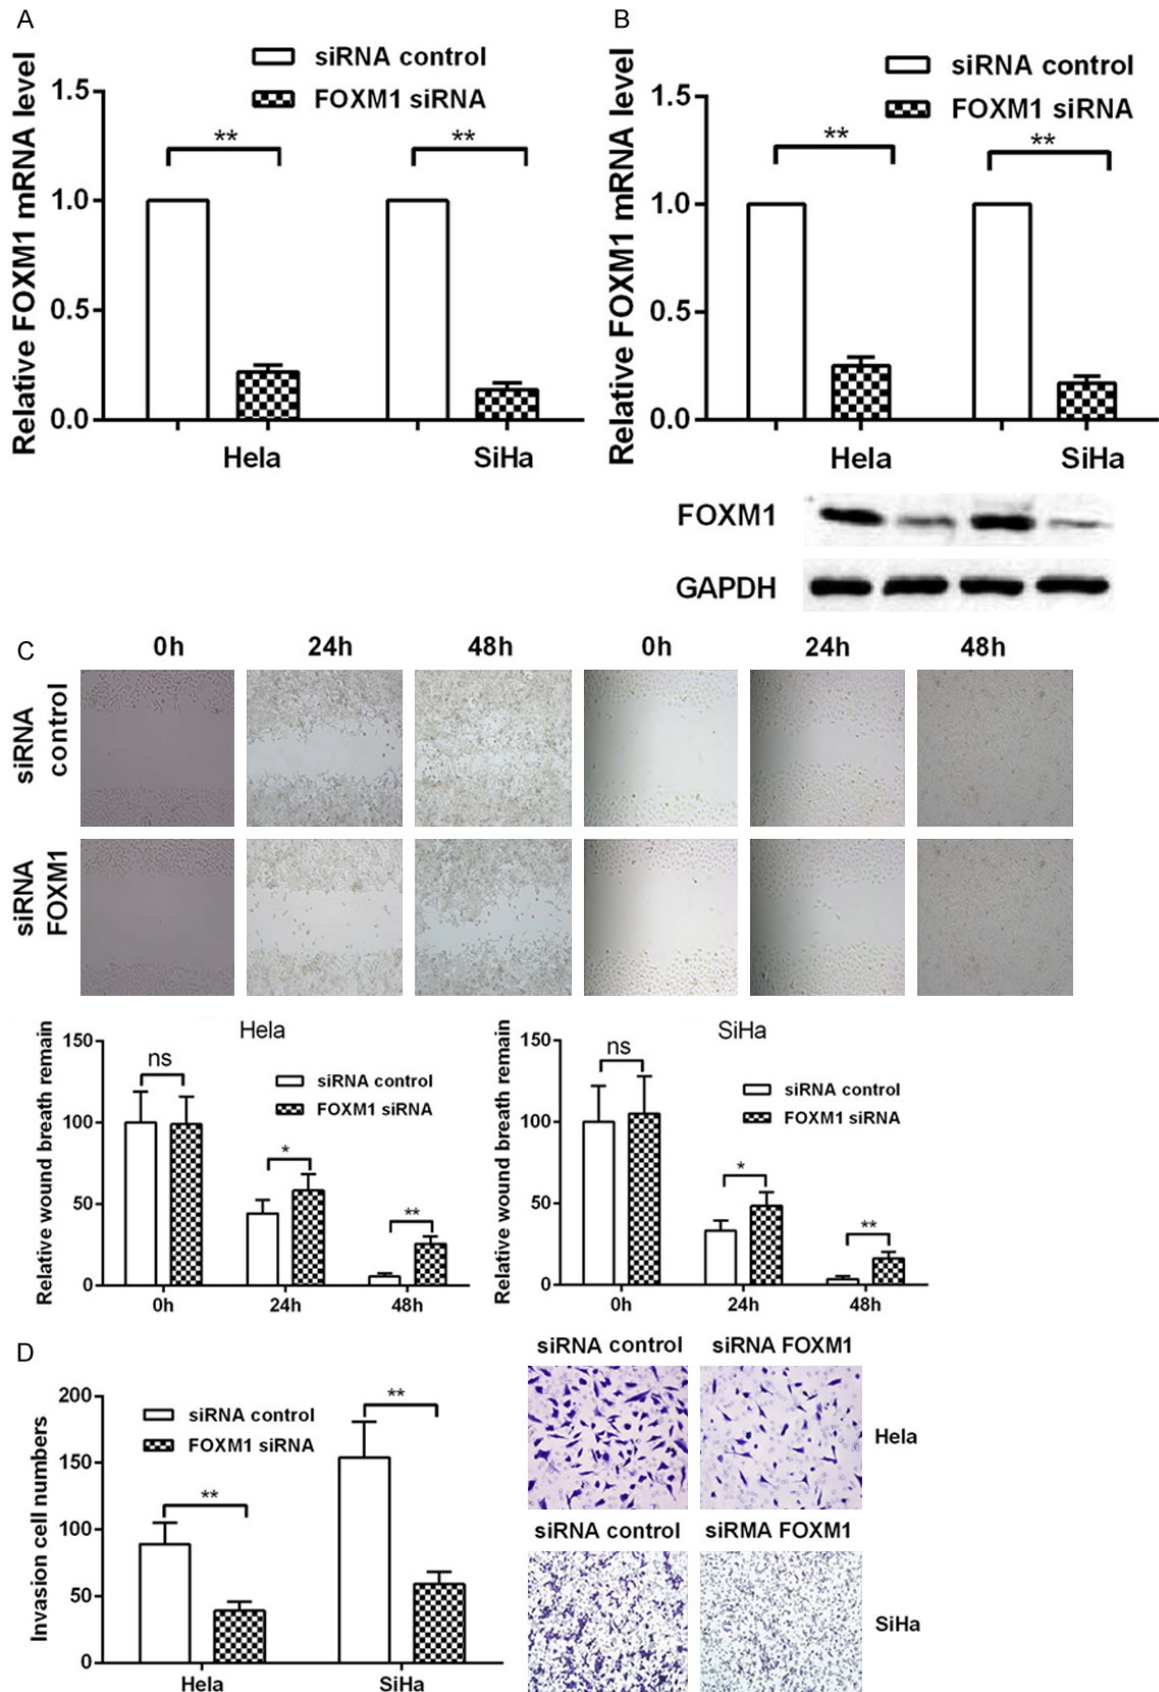 A
siRNA control
FOXM1 siRNA
Relative FOXM1 mRNA level
1.5
1.0
0.5
0.0
**
**
Hela
SiHa
B
siRNA control
FOXM1 siRNA
Relative FOXM1 mRNA level
1.5
1.0
0.5
0.0
**
**
Hela
SiHa
FOXM1
GAPDH
C
0h
24h
48h
0h
24h
48h
siRNA
control
siRNA
FOXM1
Hela
Relative wound breath remain
150
100
50
0
ns
*
**
siRNA control
FOXM1 siRNA
0h
24h
48h
SiHa
Relative wound breath remain
150
100
50
0
ns
*
**
siRNA control
FOXM1 siRNA
0h
24h
48h
D
Invasion cell numbers
200
150
100
50
0
siRNA control
FOXM1 siRNA
**
**
Hela
SiHa
siRNA control
siRNA FOXM1
Hela
siRNA control
siRMA FOXM1
SiHa